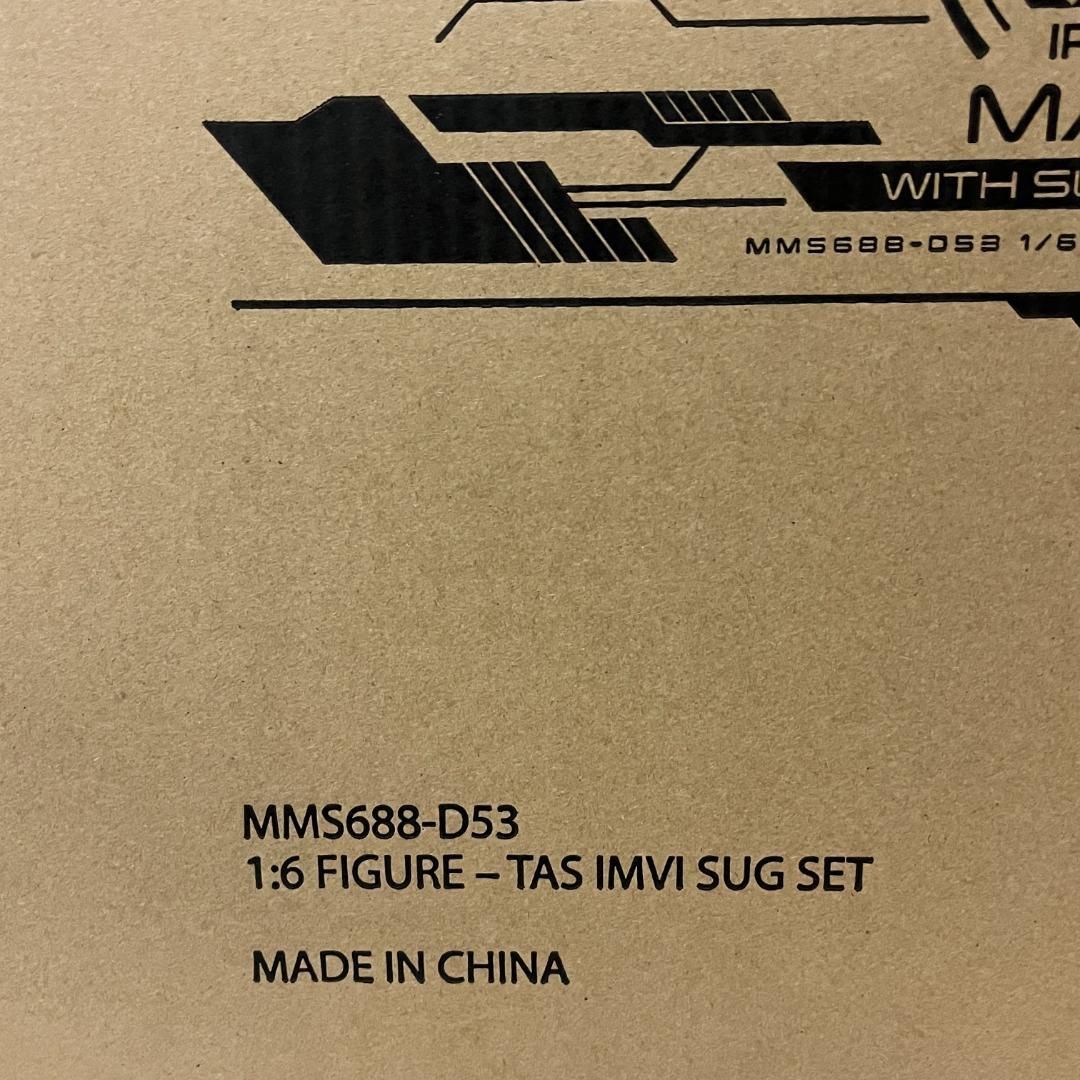 MA
WITH SU
MMS688-D53 1/6
MMS688-D53
1:6 FIGURE – TAS IMVI SUG SET
MADE IN CHINA